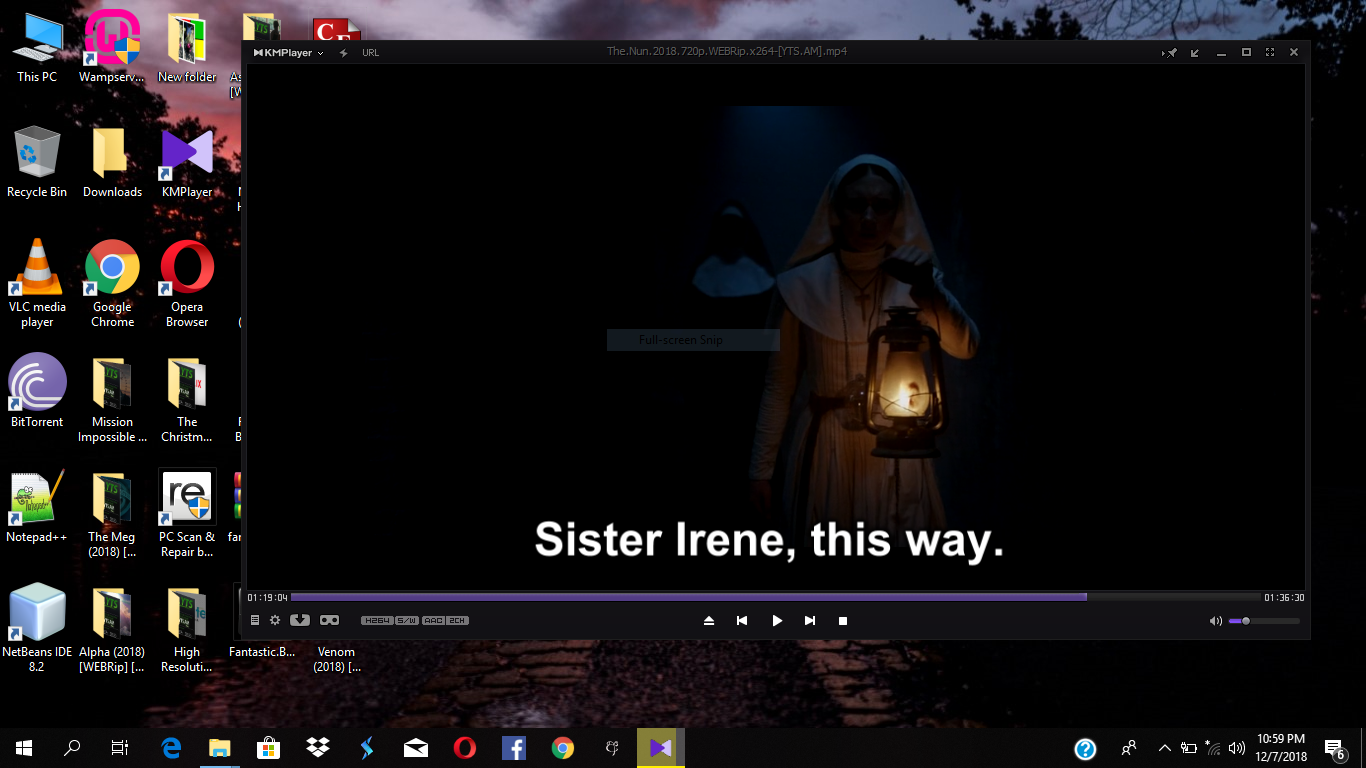 This PC
Wampserv...
New folder
Recycle Bin
Downloads
KMPlayer
VLC media
player
Google
Chrome
Opera
Browser
BitTorrent
Mission
Impossible ...
The
Christm...
Notepad++
The Meg
(2018) [...
PC Scan &
Repair b...
NetBeans IDE
8.2
Alpha (2018)
[WEBRip] [...
High
Resoluti...
Fantastic.B...
Venom
(2018) [...
KMPlayer
URL
The.Nun.2018.720p.WEBRip.x264-[YTS.AM].mp4
Full-screen Snip
Sister Irene, this way.
01:19:04
01:36:30
H264 S/W AAC 2CH
10:59 PM
12/7/2018
6